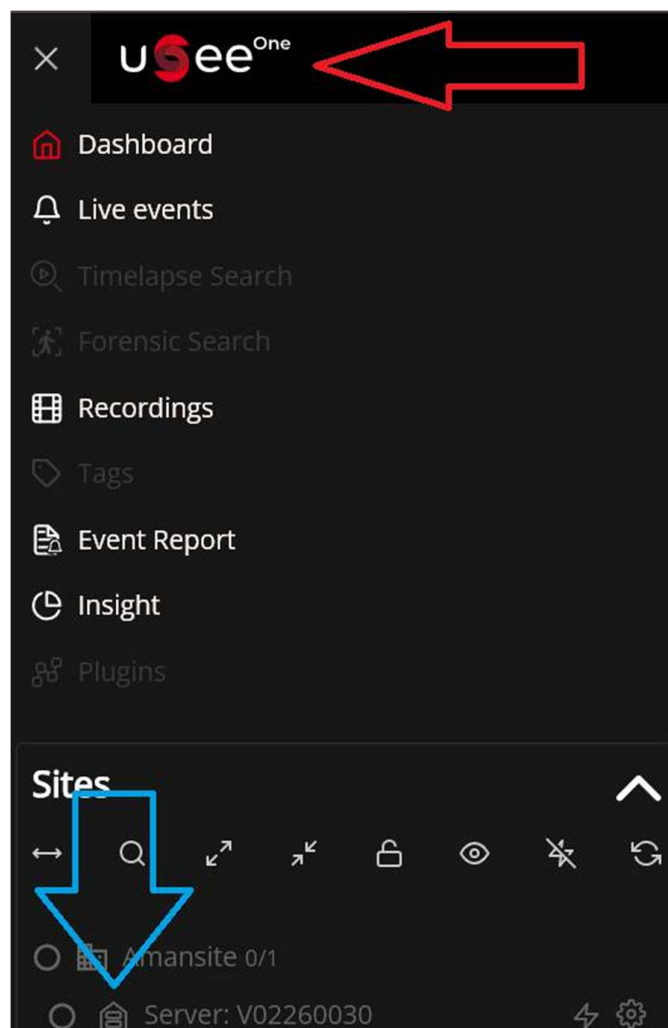 uSee One
Dashboard
Live events
Timelapse Search
Forensic Search
Recordings
Tags
Event Report
Insight
Plugins
Sites
Amansite 0/1
Server: V02260030